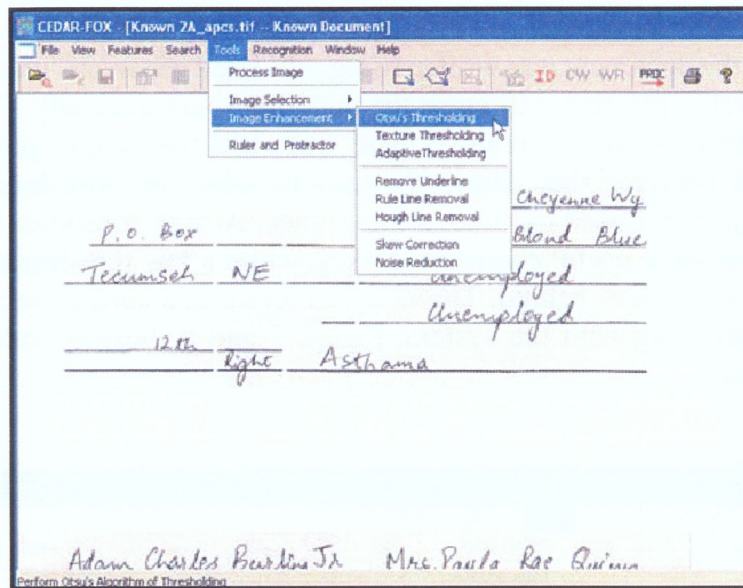 CEDAR-FOX - [Known 2A_apcs.tif -- Known Document]
File View Features Search Tools Recognition Window Help
ID CW WR PROC ?
Process Image
Image Selection
Image Enhancement
Ruler and Protractor
Otsu's Thresholding
Texture Thresholding
AdaptiveThresholding
Remove Underline
Rule Line Removal
Hough Line Removal
Skew Correction
Noise Reduction
Cheyenne Wy
P.O. Box Blond Blue
Tecumseh NE Unemployed
Unemployed
12th
Right Asthama
Adam Charles Jr Mrs. Paula Rae Quinn
Perform Otsu's Algorithm of Thresholding